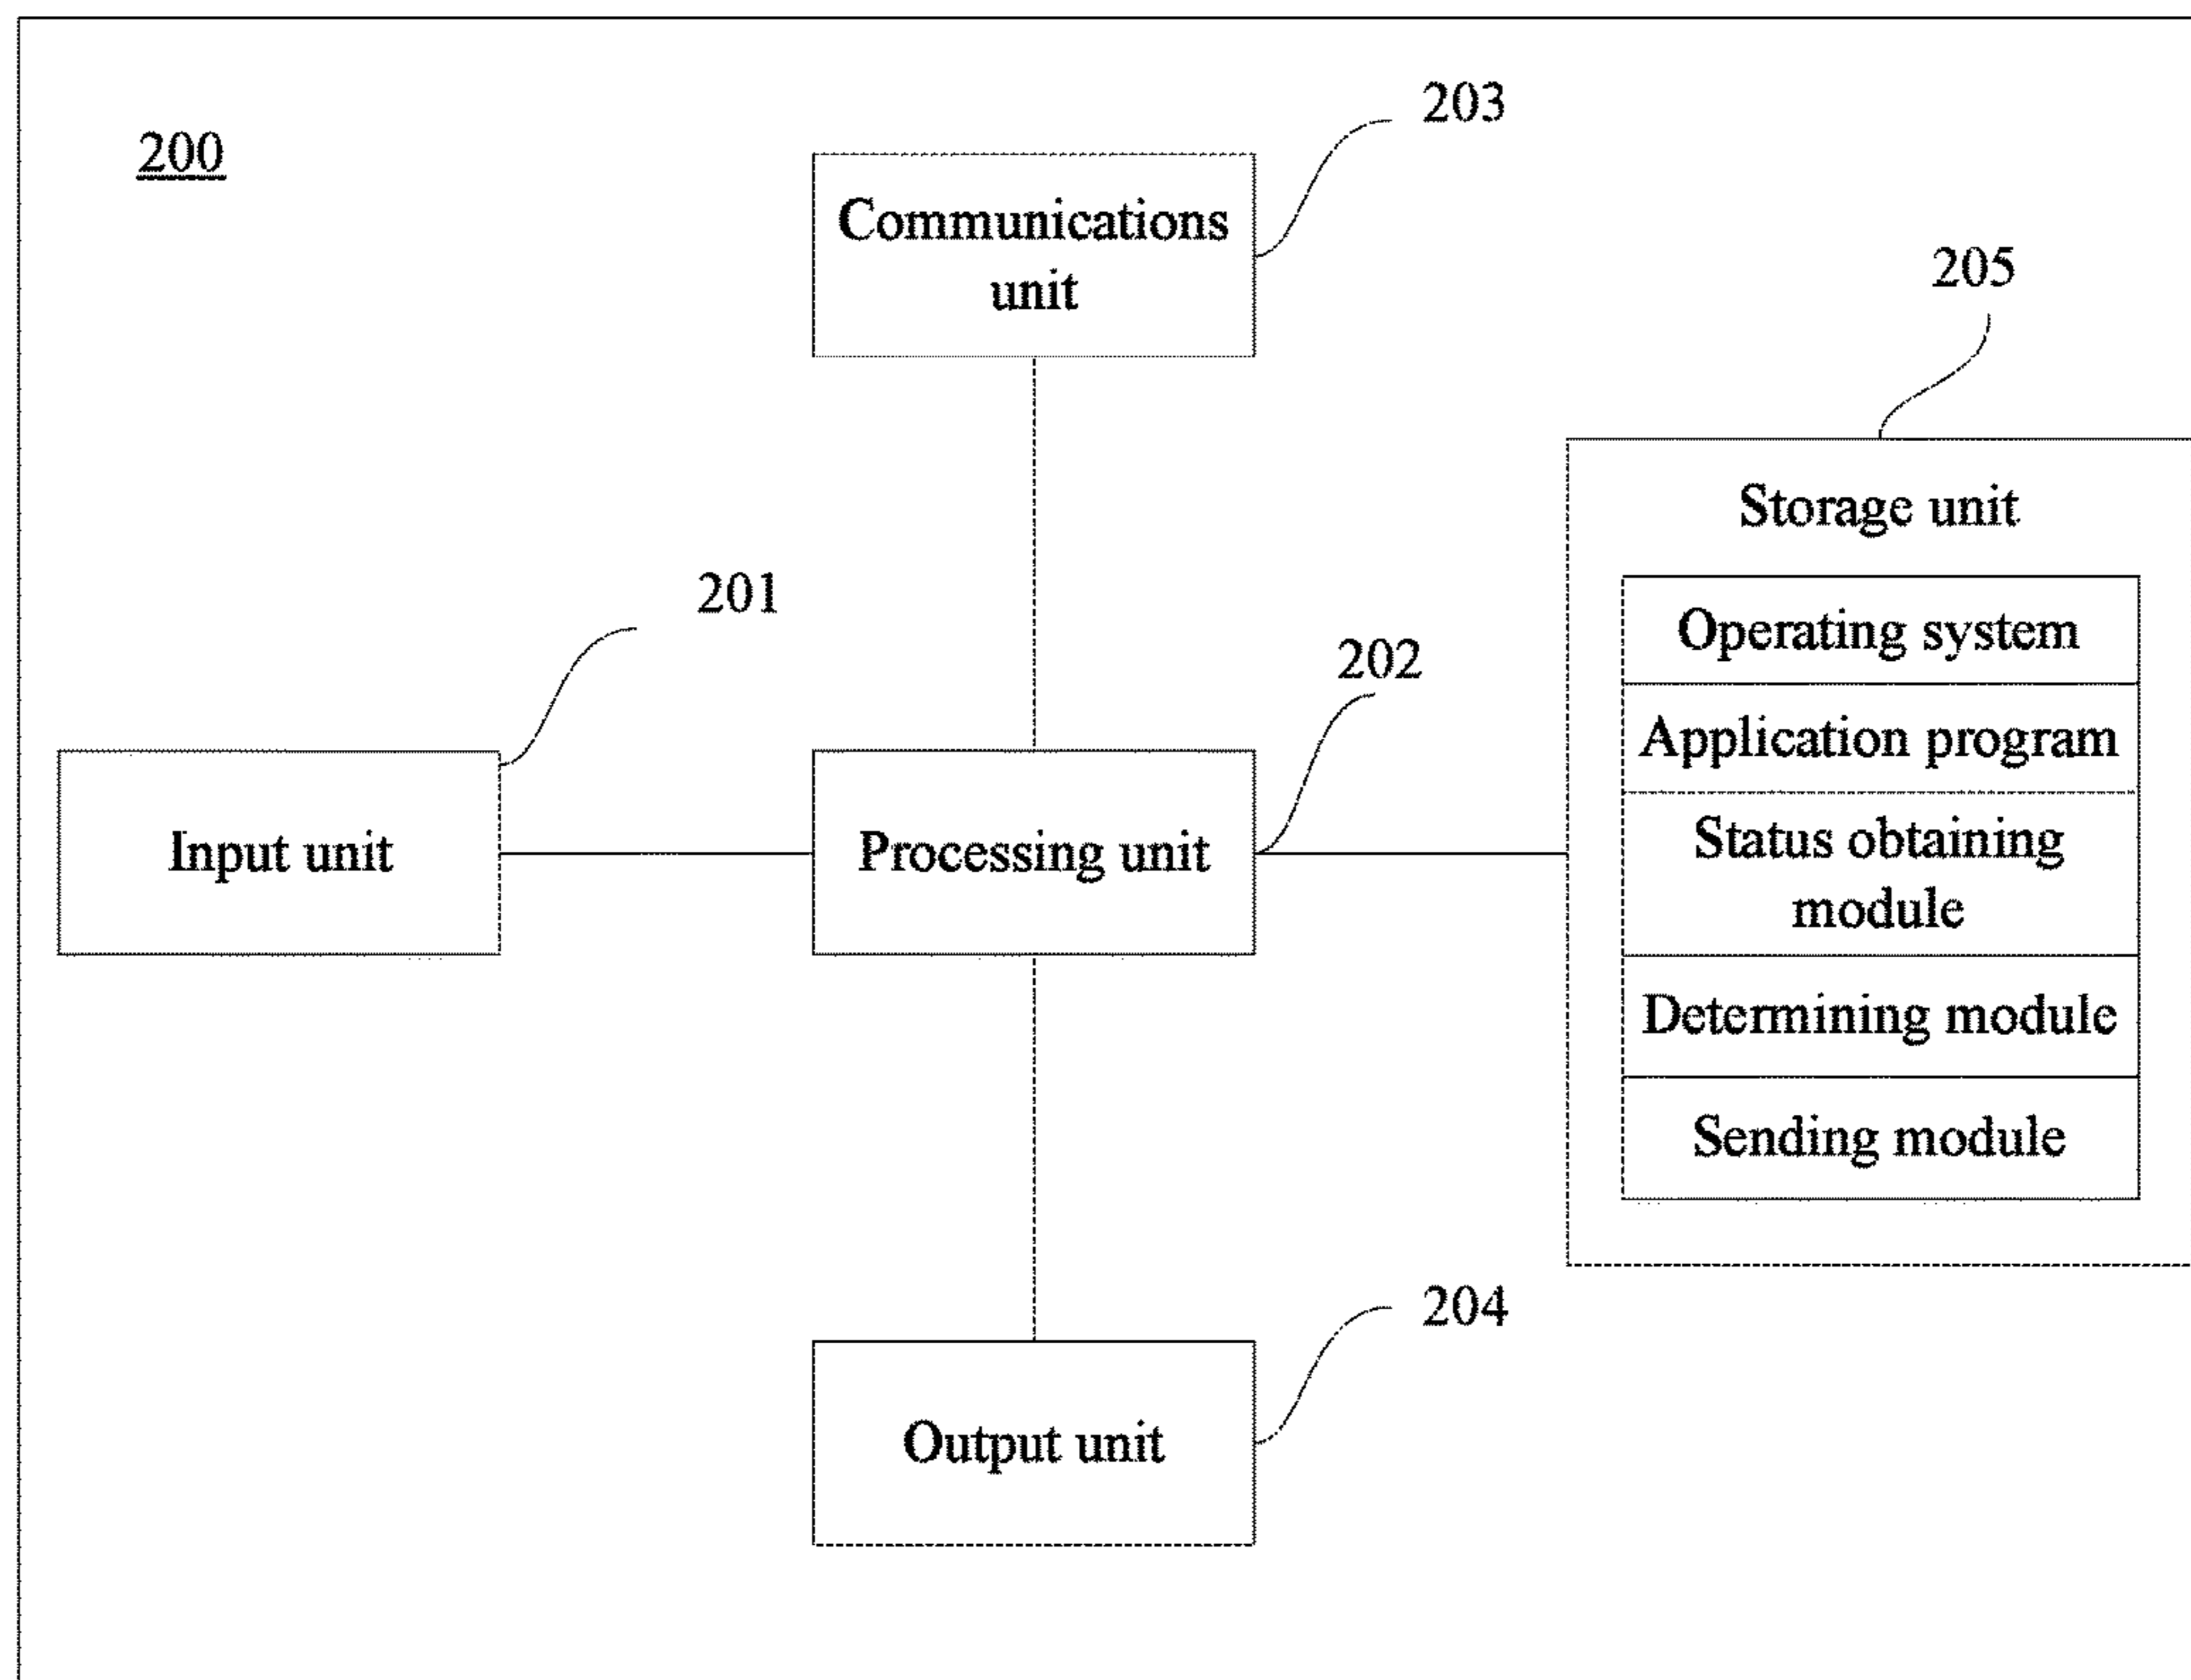 200
203
Communications
unit
205
Storage unit
201
Operating system
202
Application program
Input unit
Processing unit
Status obtaining
module
Determining module
Sending module
204
Output unit